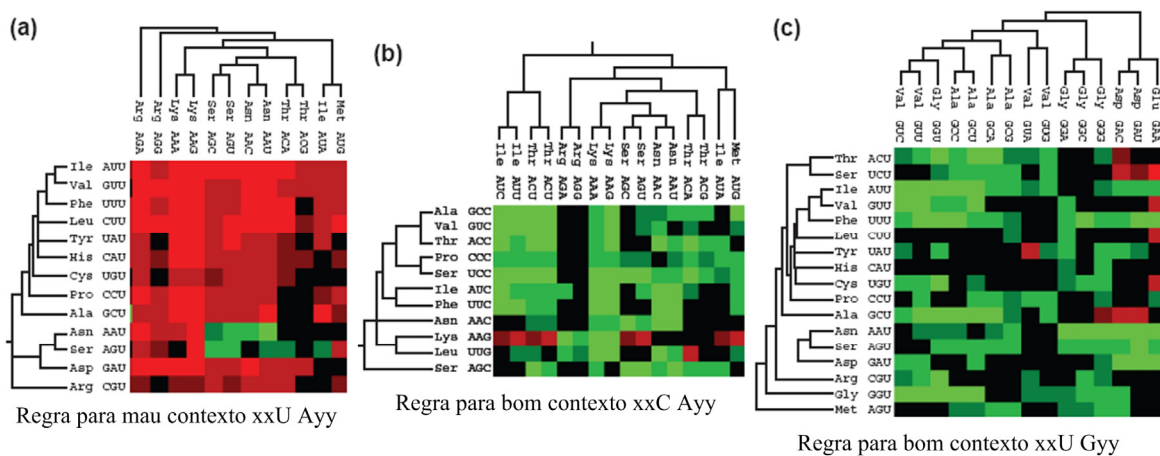 (a)
Arg AGA
Arg AGG
Lys AAA
Lys AAG
Ser AGC
Ser AGU
Asn AAC
Asn AAU
Thr ACA
Thr ACG
Ile AUA
Met AUG
Ile AUU
Val GUU
Phe UUU
Leu CUU
Tyr UAU
His CAU
Cys UGU
Pro CCU
Ala GCU
Asn AAU
Ser AGU
Asp GAU
Arg CGU
Regra para mau contexto xxU Ayy
(b)
Ile AUC
Ile AUU
Thr ACU
Thr ACU
Arg AGA
Arg AGG
Lys AAA
Lys AAG
Ser AGC
Ser AGU
Asn AAC
Asn AAU
Thr ACA
Thr ACG
Ile AUA
Met AUG
Ala GCC
Val GUC
Thr ACC
Pro CCC
Ser UCC
Ile AUC
Phe UUC
Asn AAC
Lys AAG
Leu UUG
Ser AGC
Regra para bom contexto xxC Ayy
(c)
Val GUC
Val GUU
Gly GGU
Ala GCC
Ala GCU
Ala GCA
Ala GCG
Val GUA
Val GUG
Gly GGA
Gly GGC
Gly GGG
Asp GAC
Asp GAU
Glu GAA
Thr ACU
Ser UCU
Ile AUU
Val GUU
Phe UUU
Leu CUU
Tyr UAU
His CAU
Cys UGU
Pro CCU
Ala GCU
Asn AAU
Ser AGU
Asp GAU
Arg CGU
Gly GGU
Met AGU
Regra para bom contexto xxU Gyy